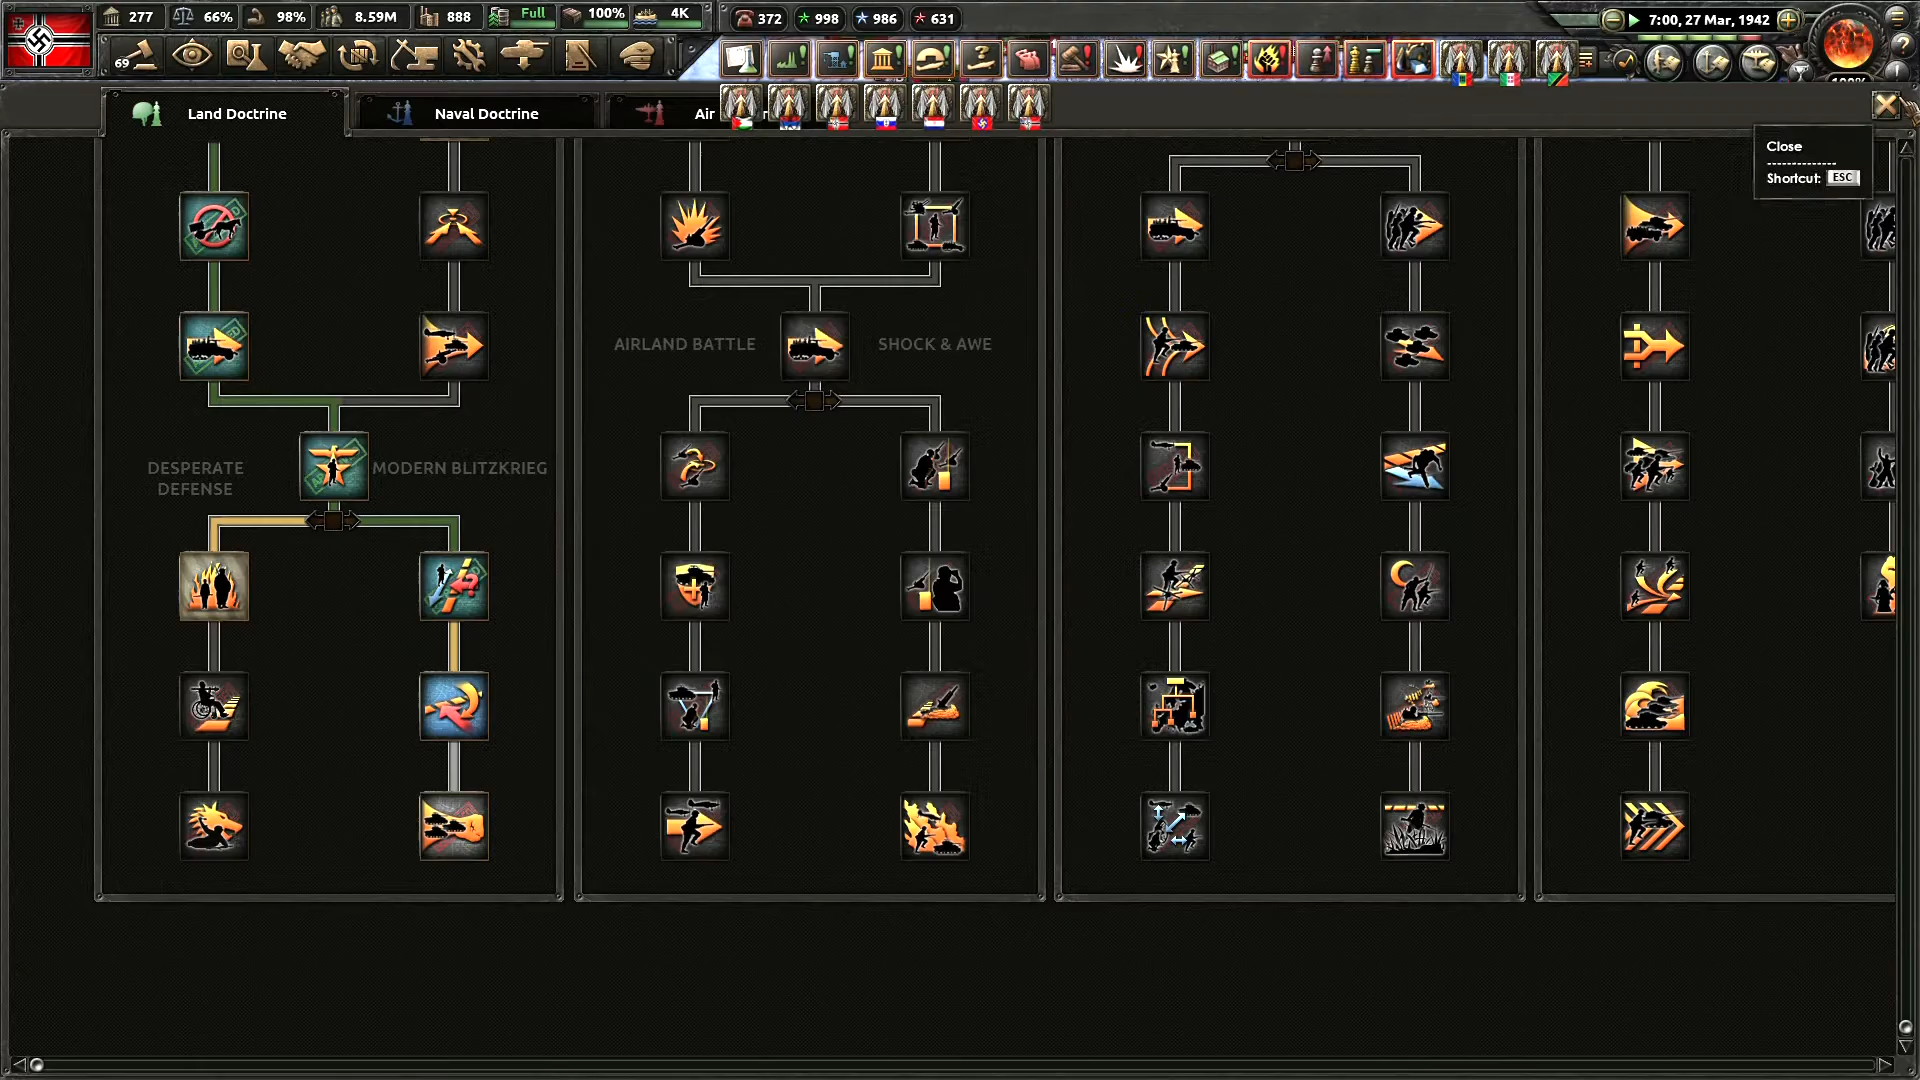 277 66% 98% 8.59M 888 Full 100% 4K 372 998 986 631 7:00, 27 Mar, 1942
69
100%
Land Doctrine Naval Doctrine Air
Close
--------------
Shortcut: ESC
AIRLAND BATTLE SHOCK & AWE
DESPERATE
DEFENSE
MODERN BLITZKRIEG